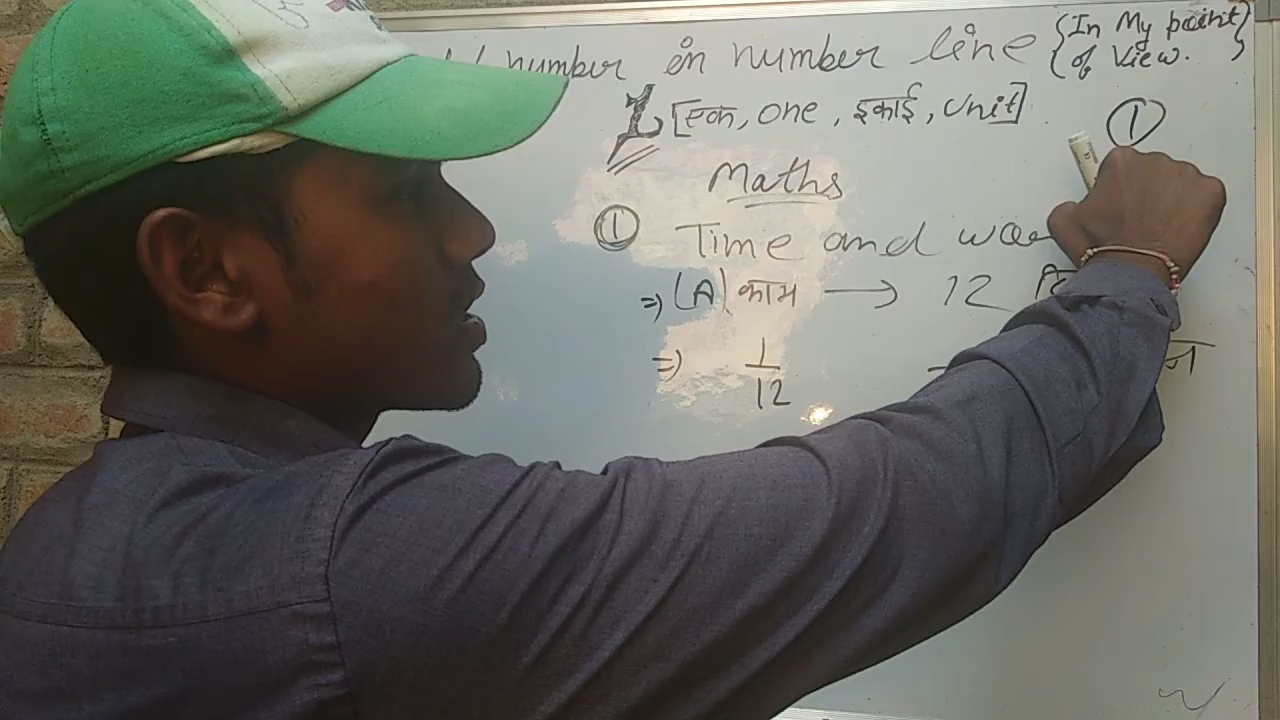 number in number line {In My point of View.}
1 [एक, one, इकाई, Unit]
①
Maths
① Time and
⇒ (A) काम → 12
⇒ 1/12